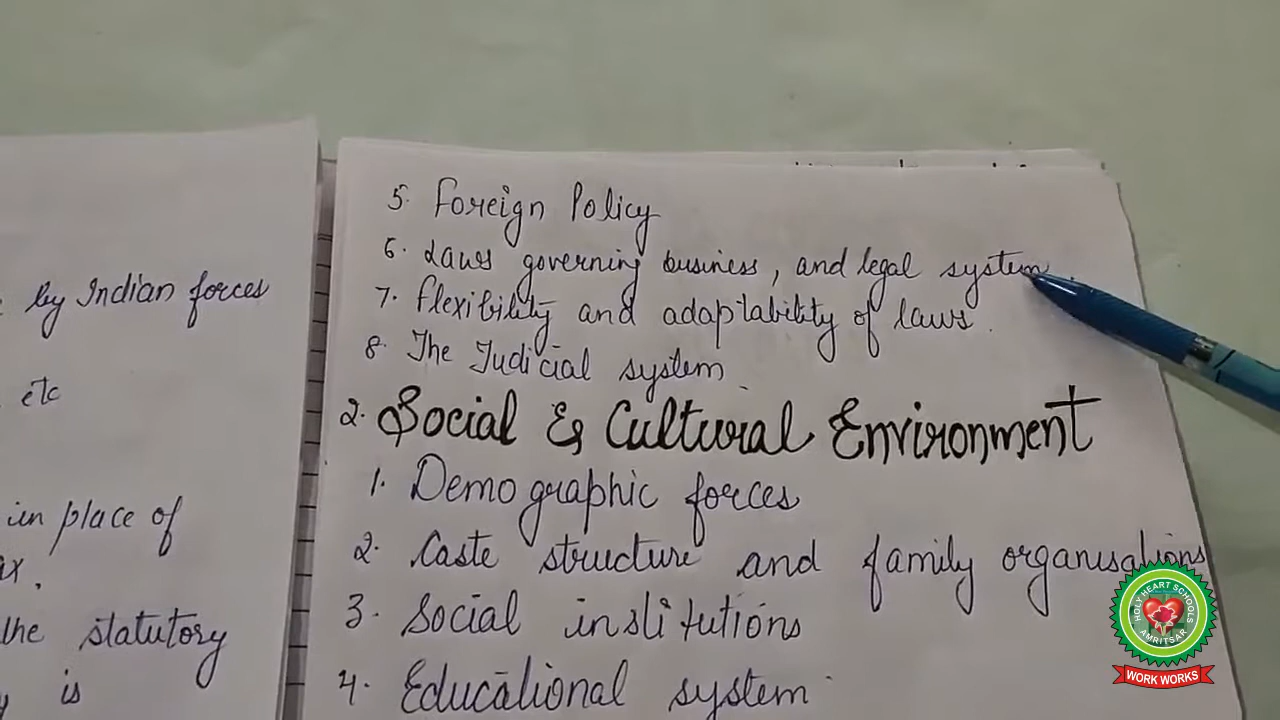 by Indian forces
etc
in place of
the statutory
is
5. Foreign Policy
6. Laws governing business, and legal system
7. flexibility and adaptability of laws.
8. The Judicial system
2. Social & Cultural Environment
1. Demographic forces
2. Caste structure and family organisations
3. Social institutions
4. Educational system
HOLY HEART SCHOOLS
AMRITSAR
WORK WORKS